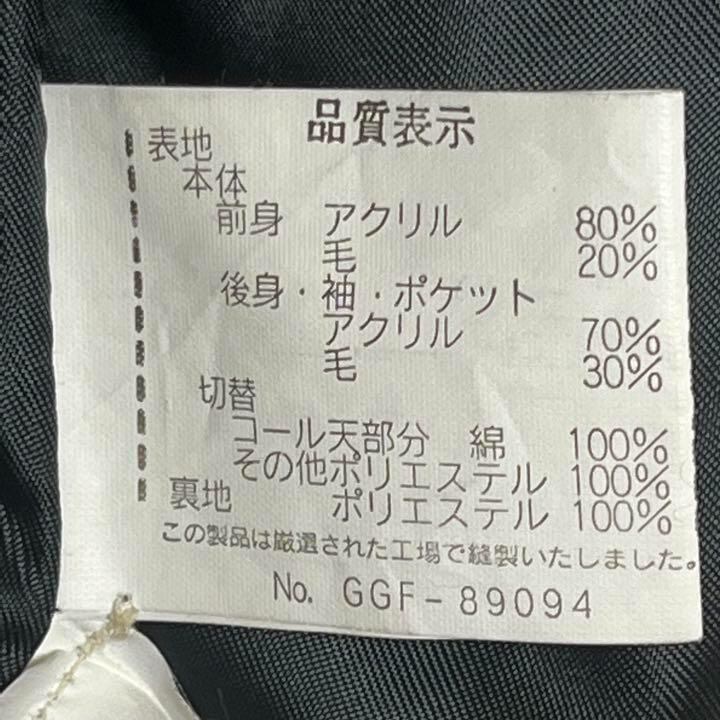 品質表示
表地
本体
前身 アクリル 80%
毛 20%
後身・袖・ポケット
アクリル 70%
毛 30%
切替
コール天部分 綿 100%
その他ポリエステル 100%
裏地 ポリエステル 100%
この製品は厳選された工場で縫製いたしました。
No. GGF-89094